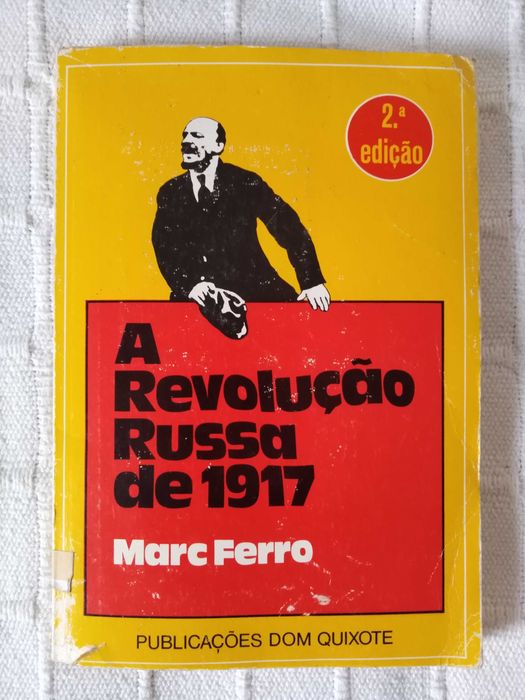 2.ª
edição
A
Revolução
Russa
de 1917
Marc Ferro
PUBLICAÇÕES DOM QUIXOTE